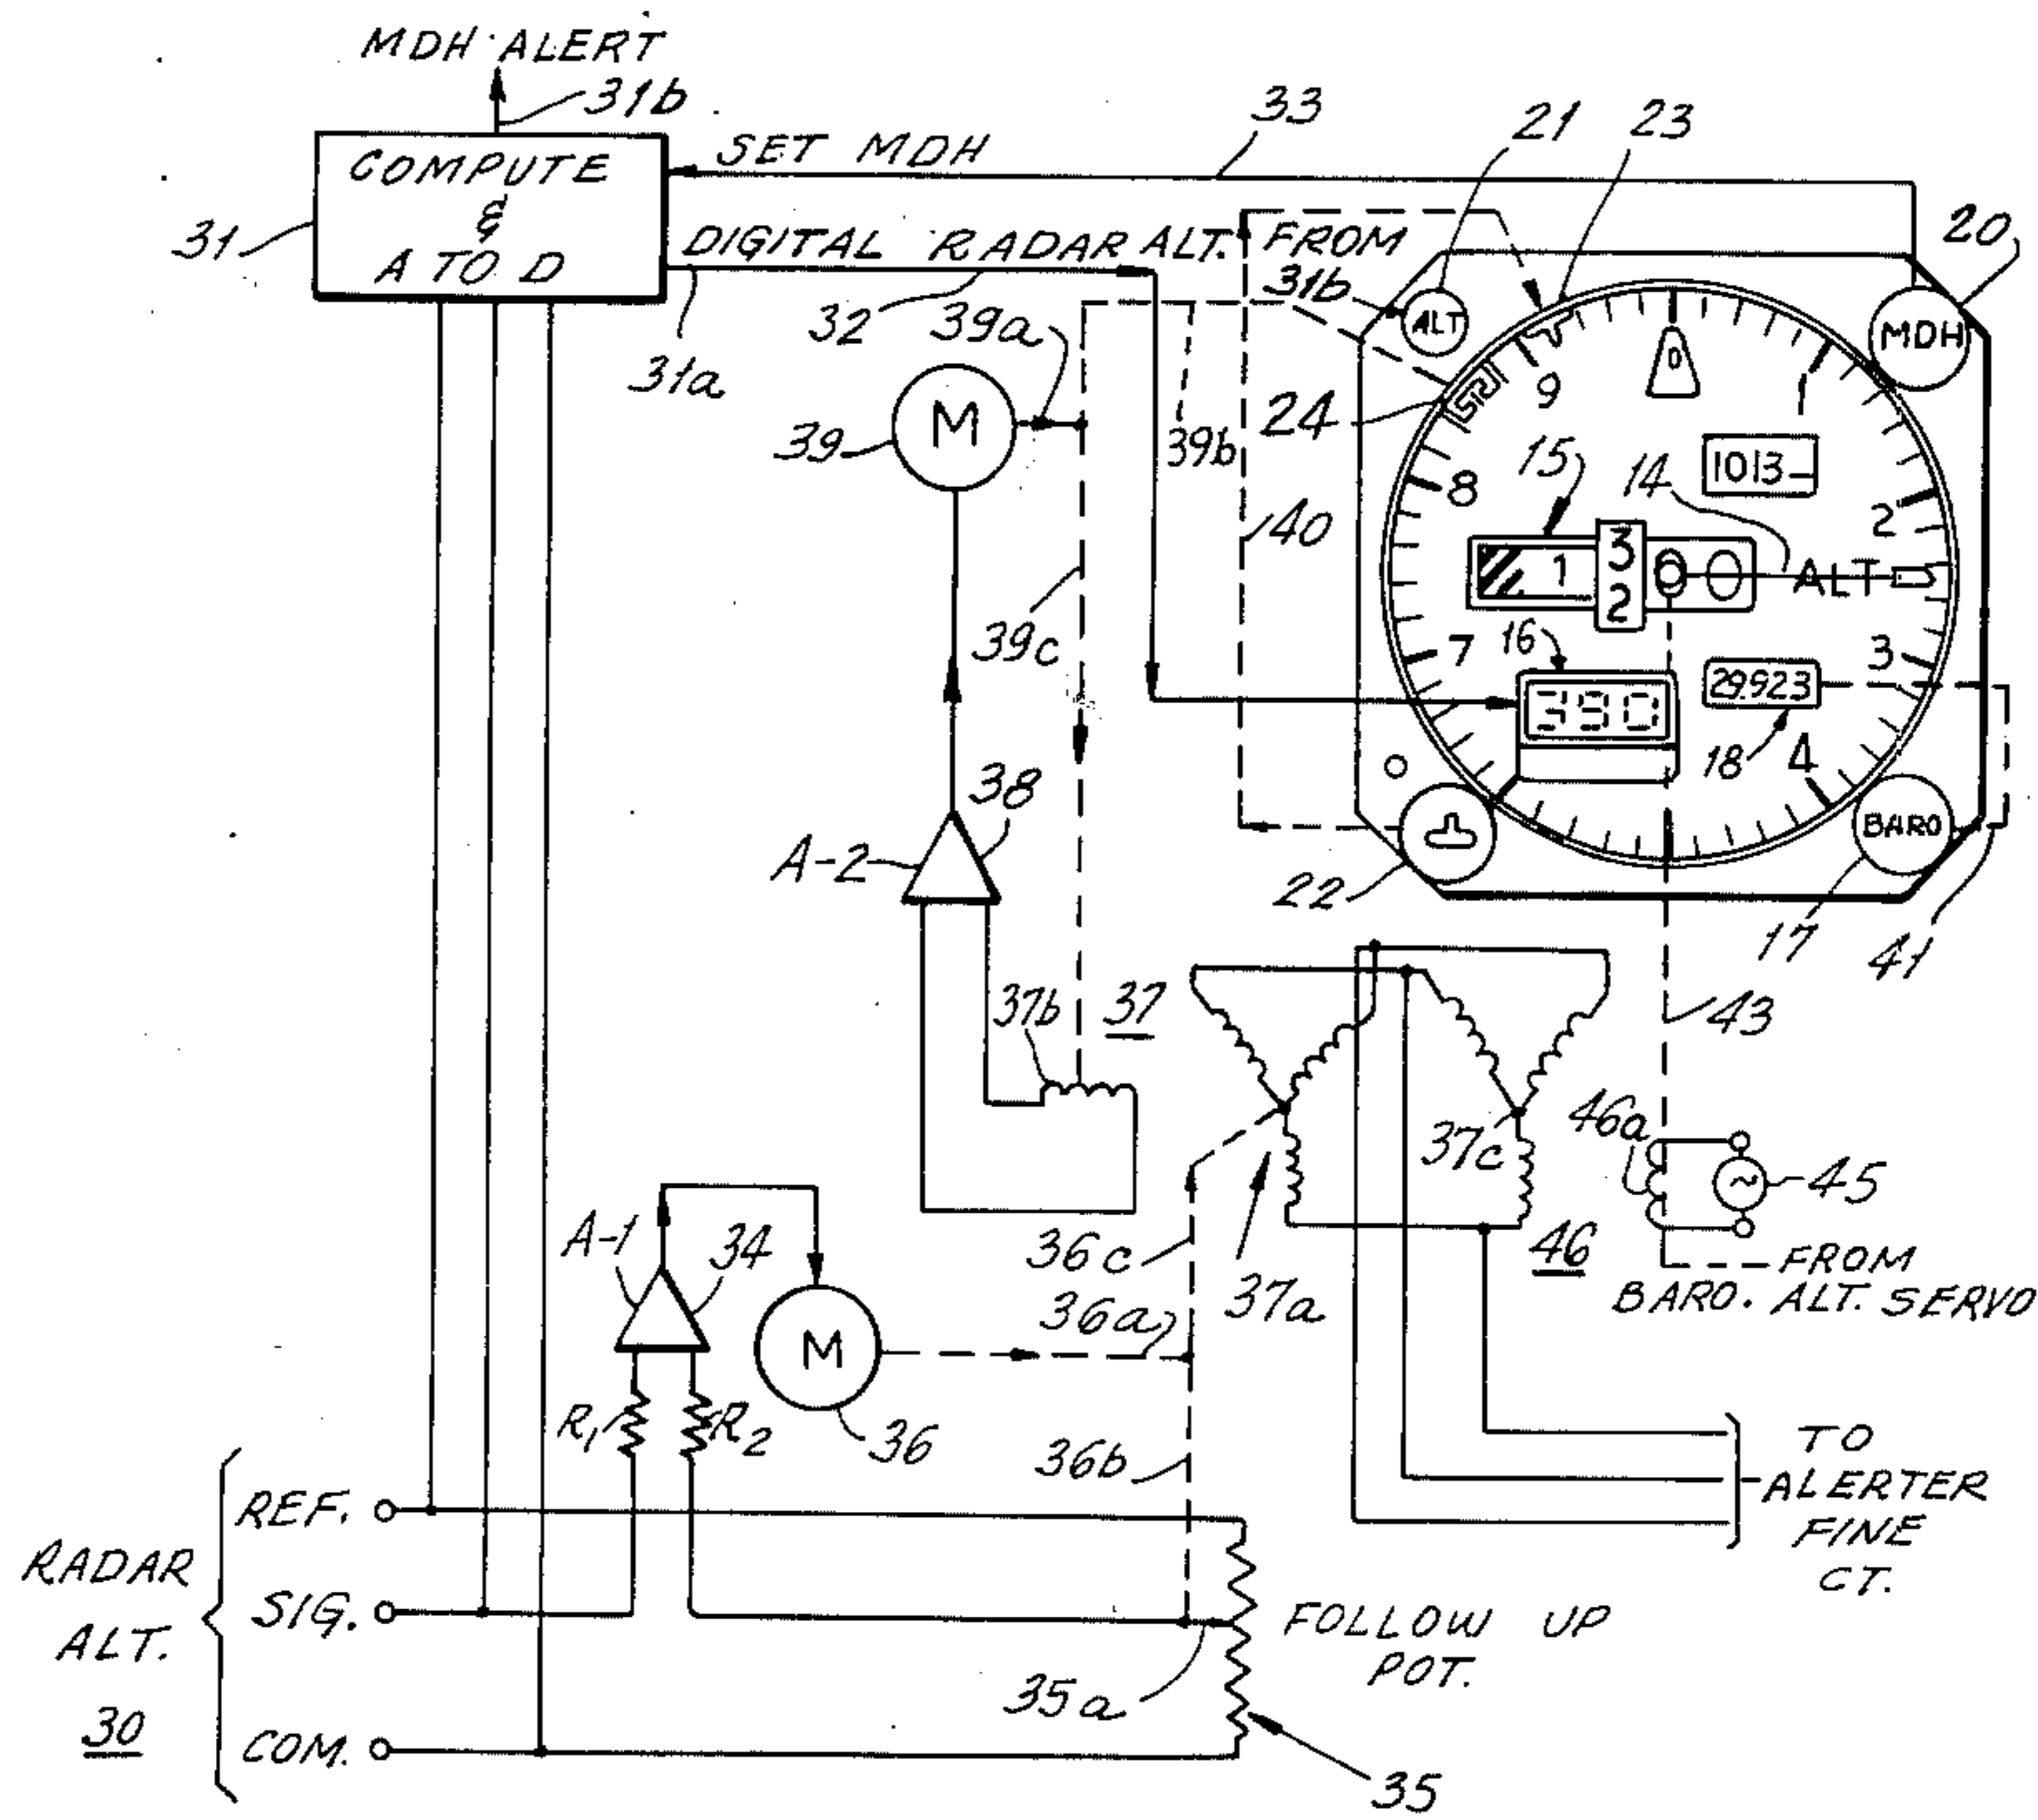 MDH ALERT
31b
33
21
23
20
SET MDH
COMPUTE
&
A TO D
31
DIGITAL RADAR ALT.
FROM
31b
32
31a
39a
39
M
39b
39c
40
24
ALT
MDH
0
1
2
3
4
7
8
9
1013
15
14
1
3
2
0
ALT
16
390
29.923
18
BARO
22
17
41
43
38
A-2
37b
37
37a
37c
46a
45
46
FROM
BARO. ALT. SERVO
A-1
34
M
36
36a
36c
36b
R1
R2
TO
ALERTER
FINE
CT.
RADAR
ALT.
30
REF.
SIG.
COM.
FOLLOW UP
POT.
35a
35